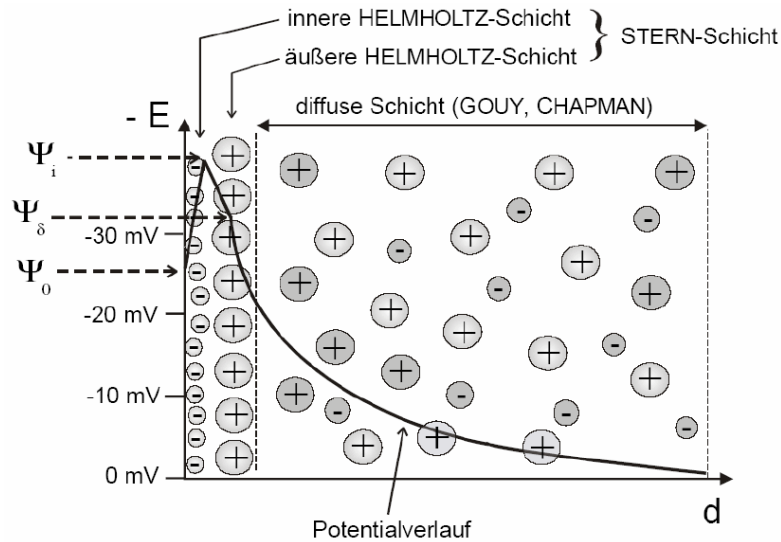 innere HELMHOLTZ-Schicht
äußere HELMHOLTZ-Schicht
} STERN-Schicht
diffuse Schicht (GOUY, CHAPMAN)
- E
Ψi
Ψδ
-30 mV
Ψ0
-20 mV
-10 mV
0 mV
d
Potentialverlauf